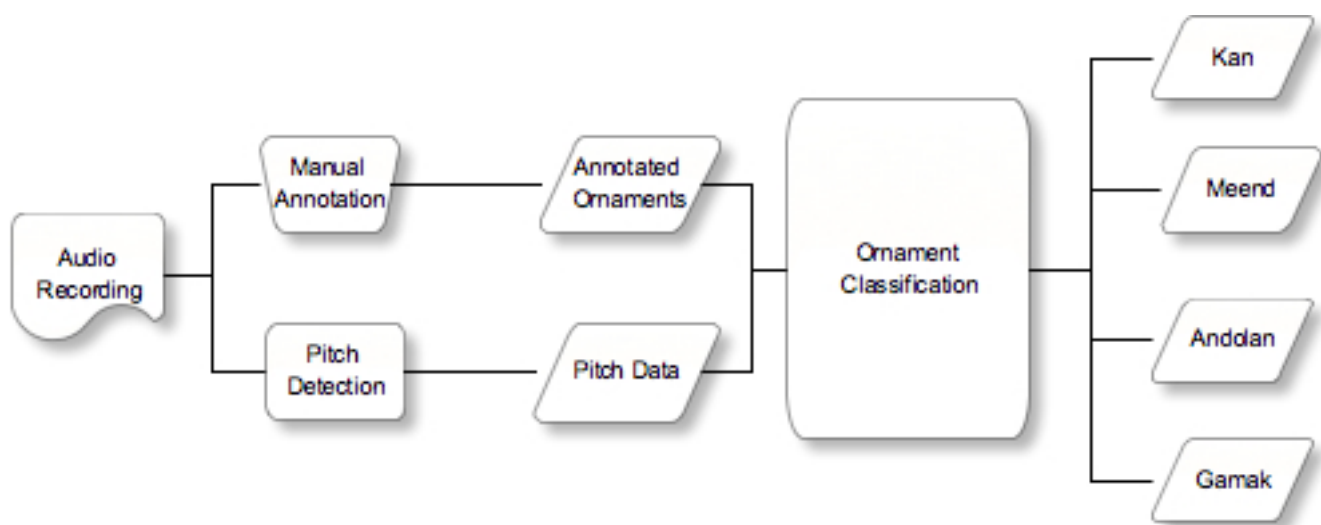 Audio
Recording
Manual
Annotation
Pitch
Detection
Annotated
Ornaments
Pitch Data
Ornament
Classification
Kan
Meend
Andolan
Gamak